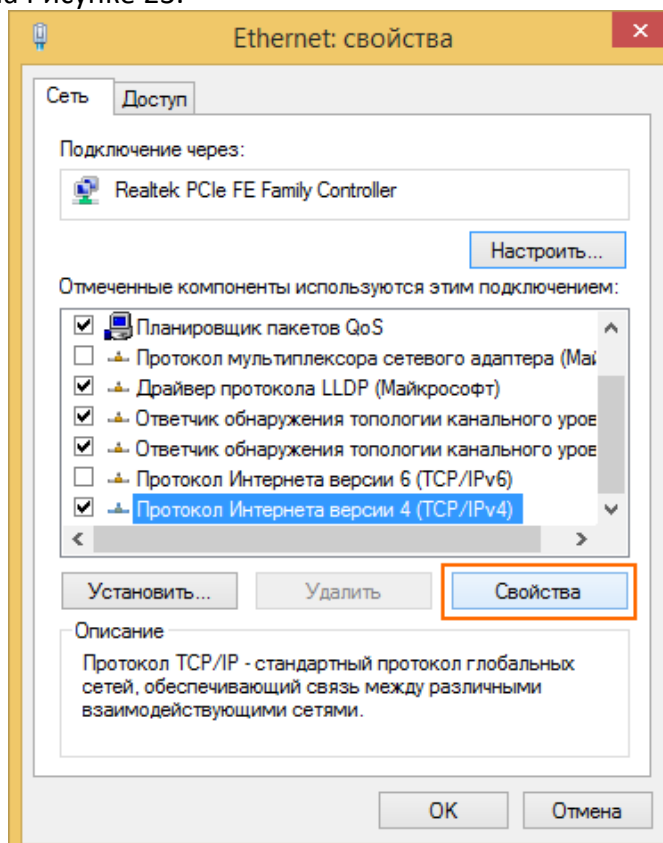 на Рисунке 25.
Ethernet: свойства
Сеть
Доступ
Подключение через:
Realtek PCIe FE Family Controller
Настроить...
Отмеченные компоненты используются этим подключением:
Планировщик пакетов QoS
Протокол мультиплексора сетевого адаптера (Май
Драйвер протокола LLDP (Майкрософт)
Ответчик обнаружения топологии канального уров
Ответчик обнаружения топологии канального уров
Протокол Интернета версии 6 (TCP/IPv6)
Протокол Интернета версии 4 (TCP/IPv4)
Установить...
Удалить
Свойства
Описание
Протокол TCP/IP - стандартный протокол глобальных
сетей, обеспечивающий связь между различными
взаимодействующими сетями.
OK
Отмена